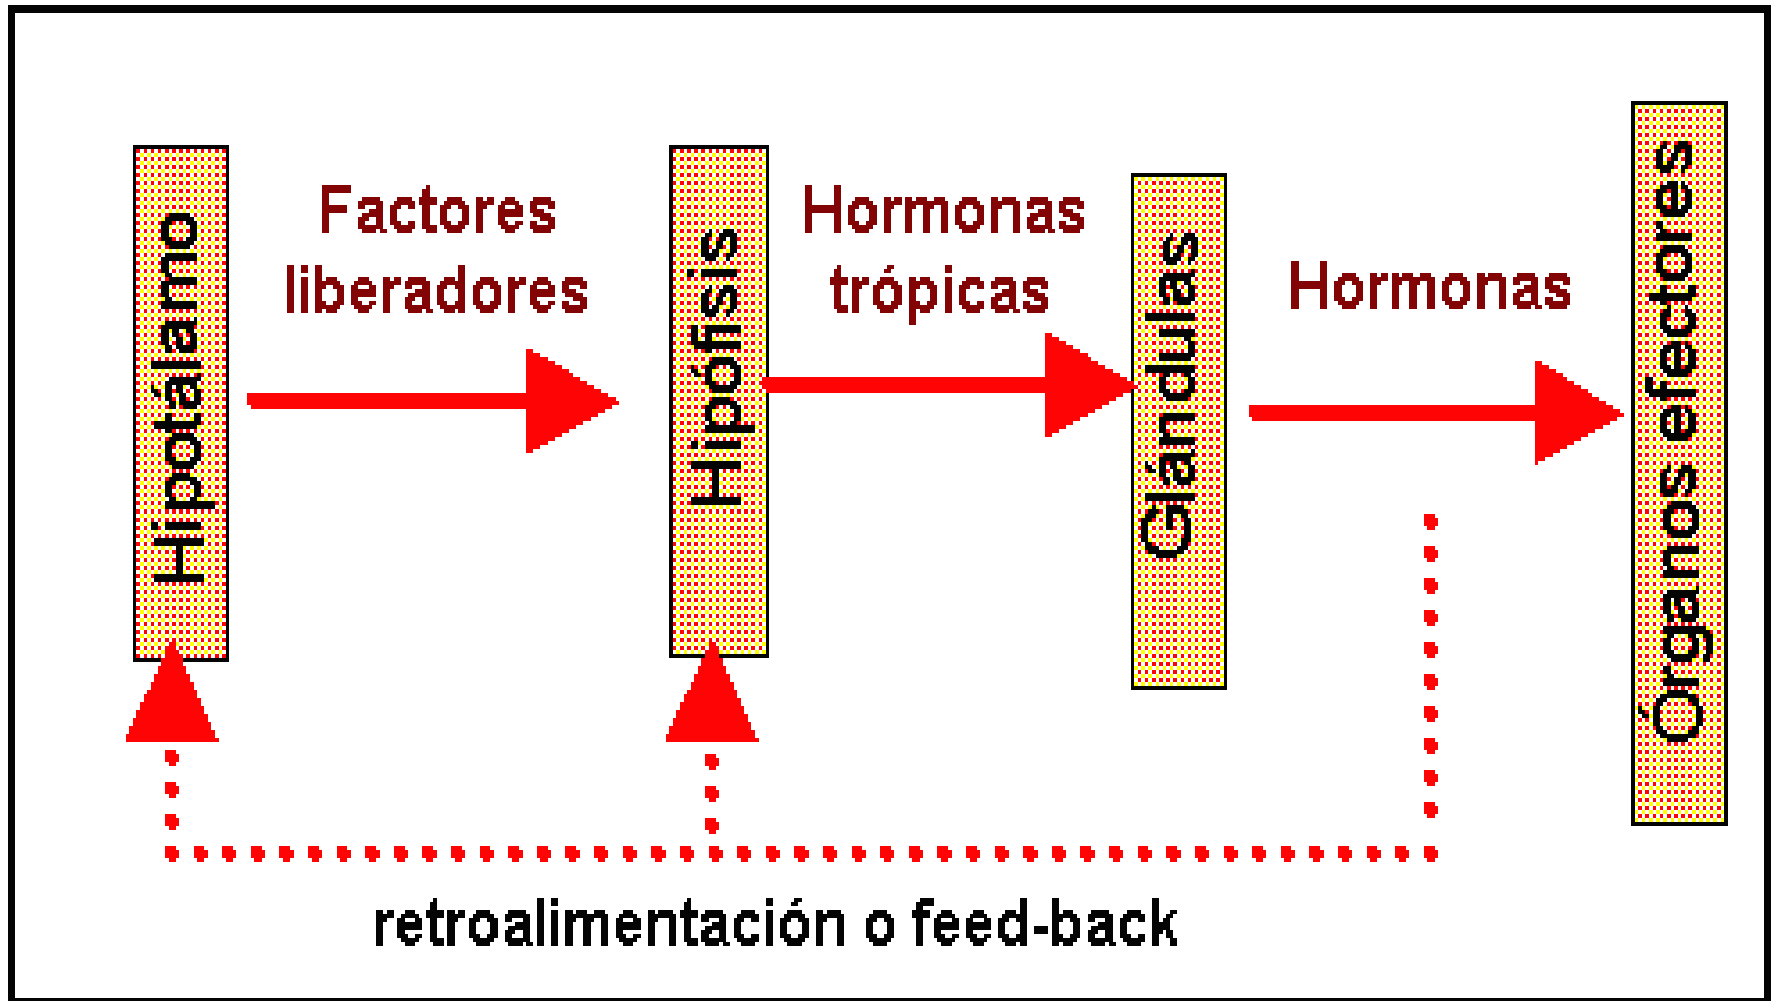 Hipotálamo
Factores
liberadores
Hipófisis
Hormonas
trópicas
Glándulas
Hormonas
Órganos efectores
retroalimentación o feed-back